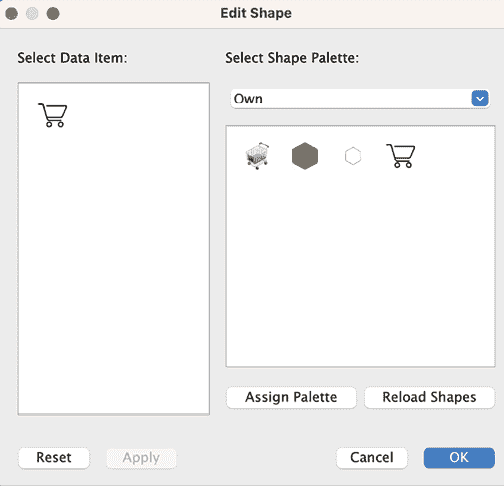 Edit Shape
Select Data Item:
Select Shape Palette:
Own
Assign Palette
Reload Shapes
Reset
Apply
Cancel
OK